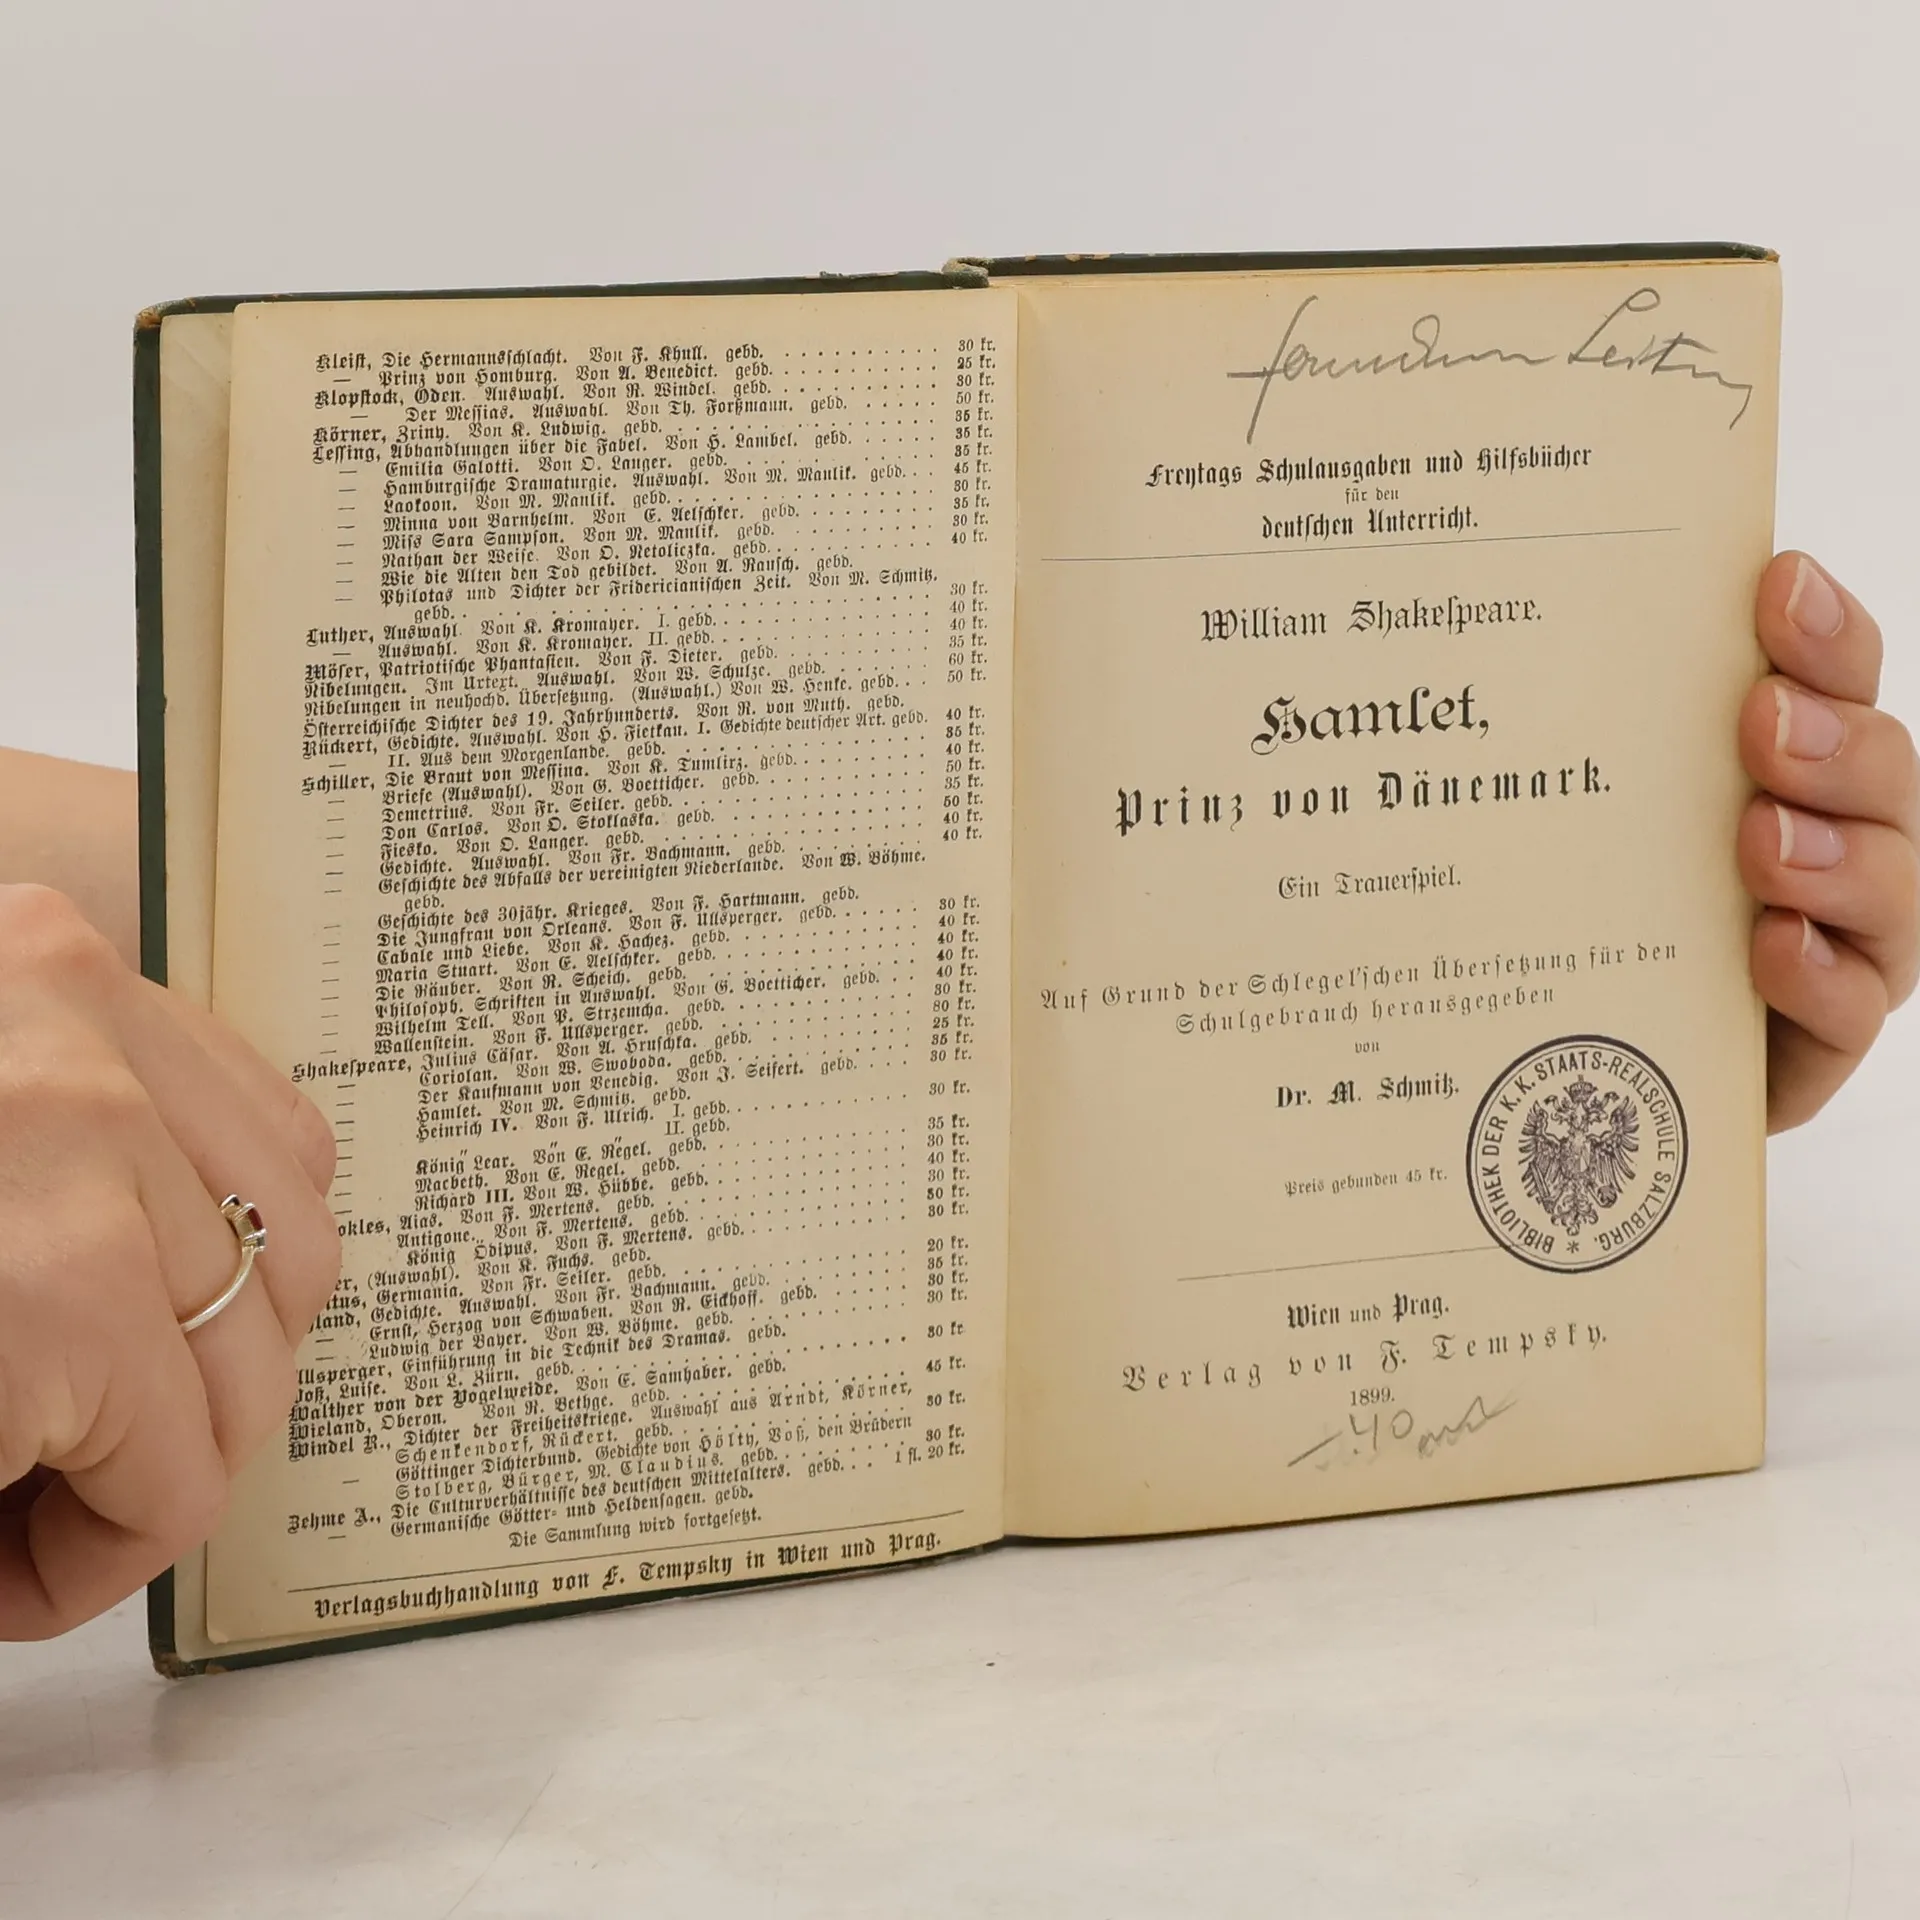 Kleist, Die Hermannsschlacht. Von F. Khull. gebd. . . . . . . . . . . 30 kr.
— Prinz von Homburg. Von A. Benedict. gebd. . . . . . . . . . 25 kr.
Klopstock, Oden. Auswahl. Von R. Windel. gebd. . . . . . . . . . 30 kr.
— Der Messias. Auswahl. Von Th. Forßmann. gebd. . . . . . 50 kr.
Körner, Zriny. Von K. Ludwig. gebd. . . . . . . . . . . . . 35 kr.
Lessing, Abhandlungen über die Fabel. Von H. Lambel. gebd. . . . . . 35 kr.
— Emilia Galotti. Von O. Langer. gebd. . . . . . . . . . 35 kr.
— Hamburgische Dramaturgie. Auswahl. Von M. Manlik. gebd. . . 45 kr.
— Laokoon. Von M. Manlik. gebd. . . . . . . . . . . . 30 kr.
— Minna von Barnhelm. Von E. Aelschker. gebd. . . . . . . . 35 kr.
— Miss Sara Sampson. Von M. Manlik. gebd. . . . . . . . . 30 kr.
— Nathan der Weise. Von O. Netoliczka. gebd. . . . . . . . . 40 kr.
— Wie die Alten den Tod gebildet. Von A. Rausch. gebd.
— Philotas und Dichter der Fridericianischen Zeit. Von M. Schmitz.
gebd. . . . . . . . . . . . . . . . . . . 30 kr.
Luther, Auswahl. Von K. Kromayer. I. gebd. . . . . . . . . . . 40 kr.
— Auswahl. Von K. Kromayer. II. gebd. . . . . . . . . . . 40 kr.
Möser, Patriotische Phantasien. Von F. Dieter. gebd. . . . . . . . . 35 kr.
Nibelungen. Im Urtext. Auswahl. Von W. Schulze. gebd. . . . . . . 60 kr.
Nibelungen in neuhochd. Übersetzung. (Auswahl.) Von W. Henke. gebd. . . 50 kr.
Österreichische Dichter des 19. Jahrhunderts. Von R. von Muth. gebd.
Rückert, Gedichte. Auswahl. Von H. Fietkau. I. Gedichte deutscher Art. gebd. 40 kr.
— II. Aus dem Morgenlande. gebd. . . . . . . . . . . . 35 kr.
Schiller, Die Braut von Messina. Von K. Tumlirz. gebd. . . . . . . . 40 kr.
— Briefe (Auswahl). Von G. Boetticher. gebd. . . . . . . . . 50 kr.
— Demetrius. Von Fr. Seiler. gebd. . . . . . . . . . . . 35 kr.
— Don Carlos. Von O. Stoklaska. gebd. . . . . . . . . . . 50 kr.
— Fiesko. Von O. Langer. gebd. . . . . . . . . . . . . 40 kr.
— Gedichte. Auswahl. Von Fr. Bachmann. gebd. . . . . . . . . 40 kr.
— Geschichte des Abfalls der vereinigten Niederlande. Von W. Böhme.
gebd.
— Geschichte des 30jähr. Krieges. Von F. Hartmann. gebd.
— Die Jungfrau von Orleans. Von F. Ullsperger. gebd. . . . . . . 30 kr.
— Cabale und Liebe. Von K. Hachez. gebd. . . . . . . . . . 40 kr.
— Maria Stuart. Von E. Aelschker. gebd. . . . . . . . . . 40 kr.
— Die Räuber. Von R. Scheich. gebd. . . . . . . . . . . 40 kr.
— Philosoph. Schriften in Auswahl. Von G. Boetticher. gebd. . . . 40 kr.
— Wilhelm Tell. Von P. Strzemcha. gebd. . . . . . . . . . 30 kr.
— Wallenstein. Von F. Ullsperger. gebd. . . . . . . . . . 80 kr.
Shakespeare, Julius Cäsar. Von A. Hruschka. gebd. . . . . . . . . 25 kr.
— Coriolan. Von W. Swoboda. gebd. . . . . . . . . . . 35 kr.
— Der Kaufmann von Venedig. Von J. Seifert. gebd. . . . . . 30 kr.
— Hamlet. Von M. Schmitz. gebd.
— Heinrich IV. Von F. Ulrich. I. gebd. . . . . . . . . . . 30 kr.
— " " II. gebd.
— König Lear. Von E. Regel. gebd. . . . . . . . . . . 35 kr.
— Macbeth. Von E. Regel. gebd. . . . . . . . . . . . 30 kr.
— Richard III. Von W. Hübbe. gebd. . . . . . . . . . . 40 kr.
okles, Aias. Von F. Mertens. gebd. . . . . . . . . . . . 30 kr.
Antigone. Von F. Mertens. gebd. . . . . . . . . . . 30 kr.
König Ödipus. Von F. Mertens. gebd. . . . . . . . . . 30 kr.
er, (Auswahl). Von K. Fuchs. gebd.
itus, Germania. Von Fr. Seiler. gebd. . . . . . . . . . . 20 kr.
land, Gedichte. Auswahl. Von Fr. Bachmann. gebd. . . . . . . . 35 kr.
— Ernst, Herzog von Schwaben. Von R. Eickhoff. gebd. . . . . . 30 kr.
— Ludwig der Bayer. Von W. Böhme. gebd. . . . . . . . . . 30 kr.
Ullsperger, Einführung in die Technik des Dramas. gebd.
Voß, Luise. Von L. Zürn. gebd. . . . . . . . . . . . . 30 kr
Walther von der Vogelweide. Von E. Samhaber. gebd.
Wieland, Oberon. Von R. Bethge. gebd. . . . . . . . . . . 45 kr.
Windel R., Dichter der Freiheitskriege. Auswahl aus Arndt, Körner,
Schenkendorf, Rückert. gebd. . . . . . . . . . . . 30 kr.
— Göttinger Dichterbund. Gedichte von Hölty, Voß, den Brüdern
Stolberg, Bürger, M. Claudius. gebd. . . . . . . . . 30 kr.
Zehme A., Die Culturverhältnisse des deutschen Mittelalters. gebd. . . . 1 fl. 20 kr.
— Germanische Götter- und Heldensagen. gebd.
Die Sammlung wird fortgesetzt.
Verlagsbuchhandlung von F. Tempsky in Wien und Prag.
Freytags Schulausgaben und Hilfsbücher
für den
deutschen Unterricht.
William Shakespeare.
Hamlet,
Prinz von Dänemark.
Ein Trauerspiel.
Auf Grund der Schlegel'schen Übersetzung für den
Schulgebrauch herausgegeben
von
Dr. M. Schmitz.
BIBLIOTHEK DER K. K. STAATS-REALSCHULE SALZBURG. *
Preis gebunden 45 kr.
Wien und Prag.
Verlag von F. Tempsky.
1899.